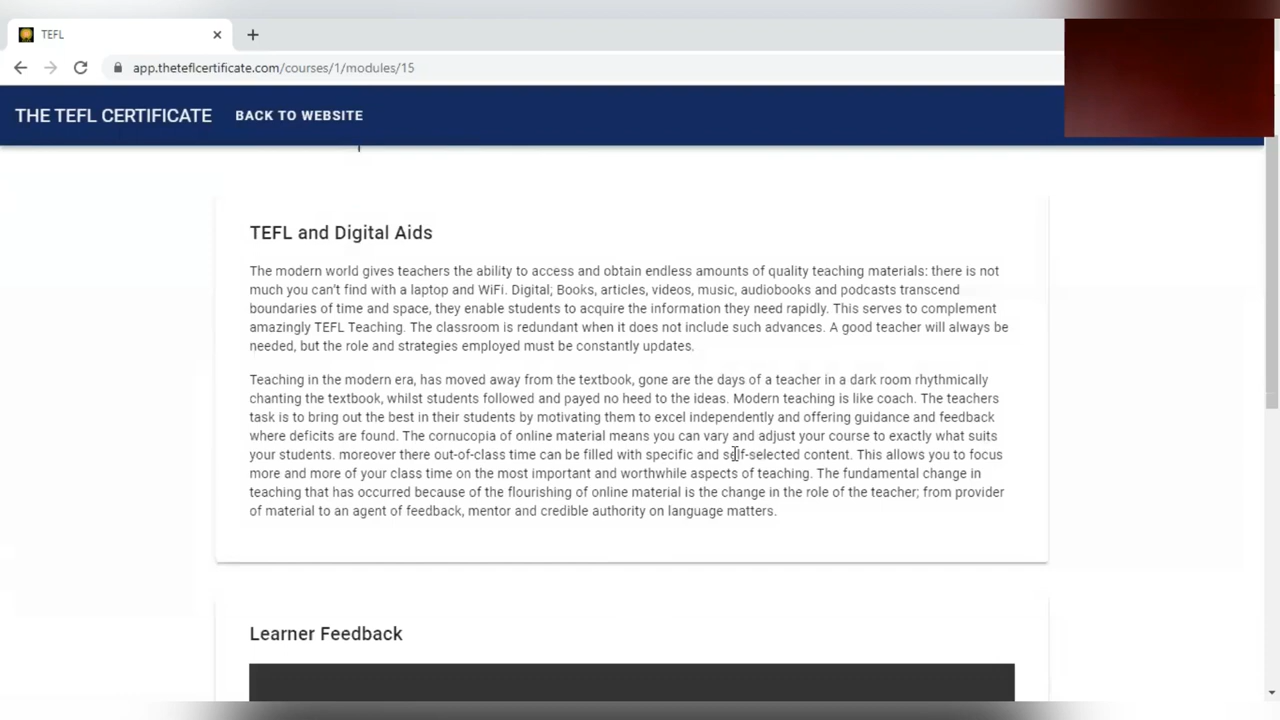 TEFL
app.theteflcertificate.com/courses/1/modules/15
THE TEFL CERTIFICATE BACK TO WEBSITE
TEFL and Digital Aids
The modern world gives teachers the ability to access and obtain endless amounts of quality teaching materials: there is not
much you can't find with a laptop and WiFi. Digital; Books, articles, videos, music, audiobooks and podcasts transcend
boundaries of time and space, they enable students to acquire the information they need rapidly. This serves to complement
amazingly TEFL Teaching. The classroom is redundant when it does not include such advances. A good teacher will always be
needed, but the role and strategies employed must be constantly updates.
Teaching in the modern era, has moved away from the textbook, gone are the days of a teacher in a dark room rhythmically
chanting the textbook, whilst students followed and payed no heed to the ideas. Modern teaching is like coach. The teachers
task is to bring out the best in their students by motivating them to excel independently and offering guidance and feedback
where deficits are found. The cornucopia of online material means you can vary and adjust your course to exactly what suits
your students. moreover there out-of-class time can be filled with specific and self-selected content. This allows you to focus
more and more of your class time on the most important and worthwhile aspects of teaching. The fundamental change in
teaching that has occurred because of the flourishing of online material is the change in the role of the teacher; from provider
of material to an agent of feedback, mentor and credible authority on language matters.
Learner Feedback